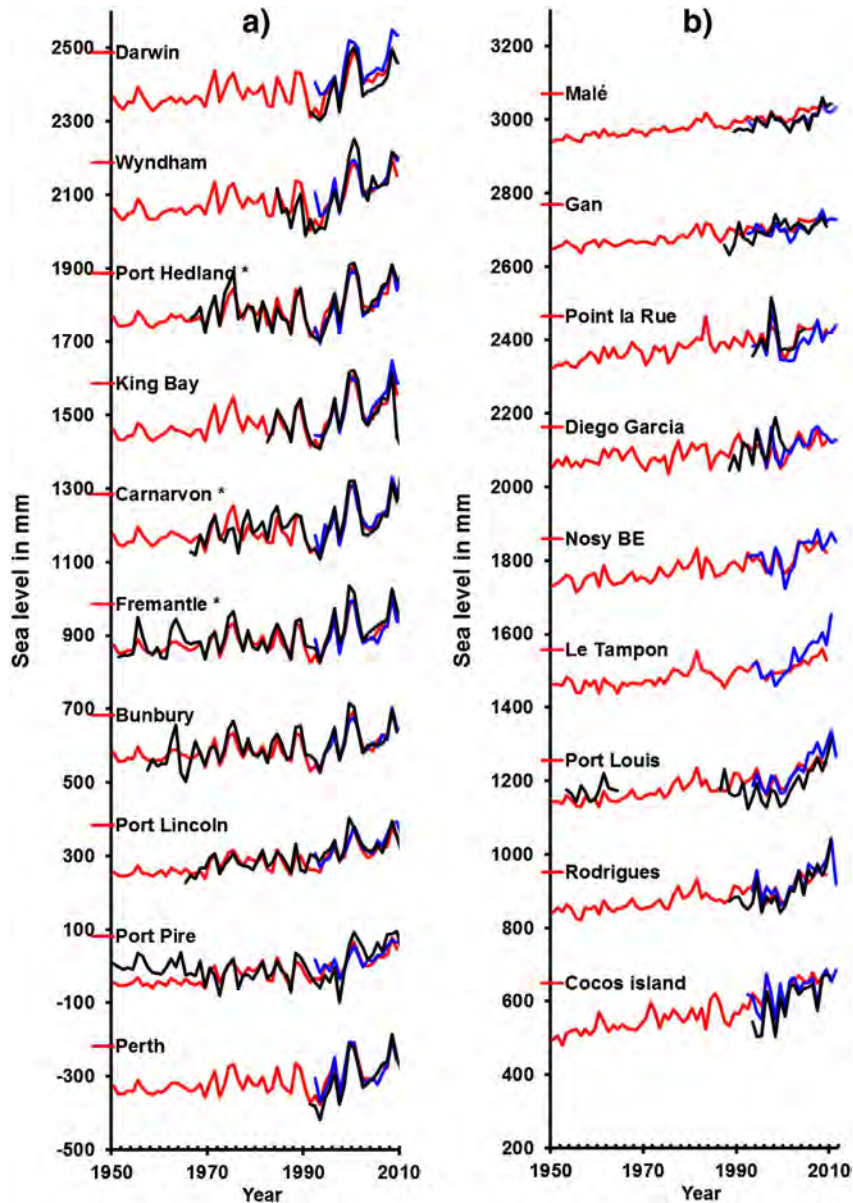 a)
Sea level in mm
2500
2300
2100
1900
1700
1500
1300
1100
900
700
500
300
100
-100
-300
-500
Darwin
Wyndham
Port Hedland *
King Bay
Carnarvon *
Fremantle *
Bunbury
Port Lincoln
Port Pire
Perth
1950 1970 1990 2010
Year
b)
Sea level in mm
3200
3000
2800
2600
2400
2200
2000
1800
1600
1400
1200
1000
800
600
400
200
Malé
Gan
Point la Rue
Diego Garcia
Nosy BE
Le Tampon
Port Louis
Rodrigues
Cocos island
1950 1970 1990 2010
Year